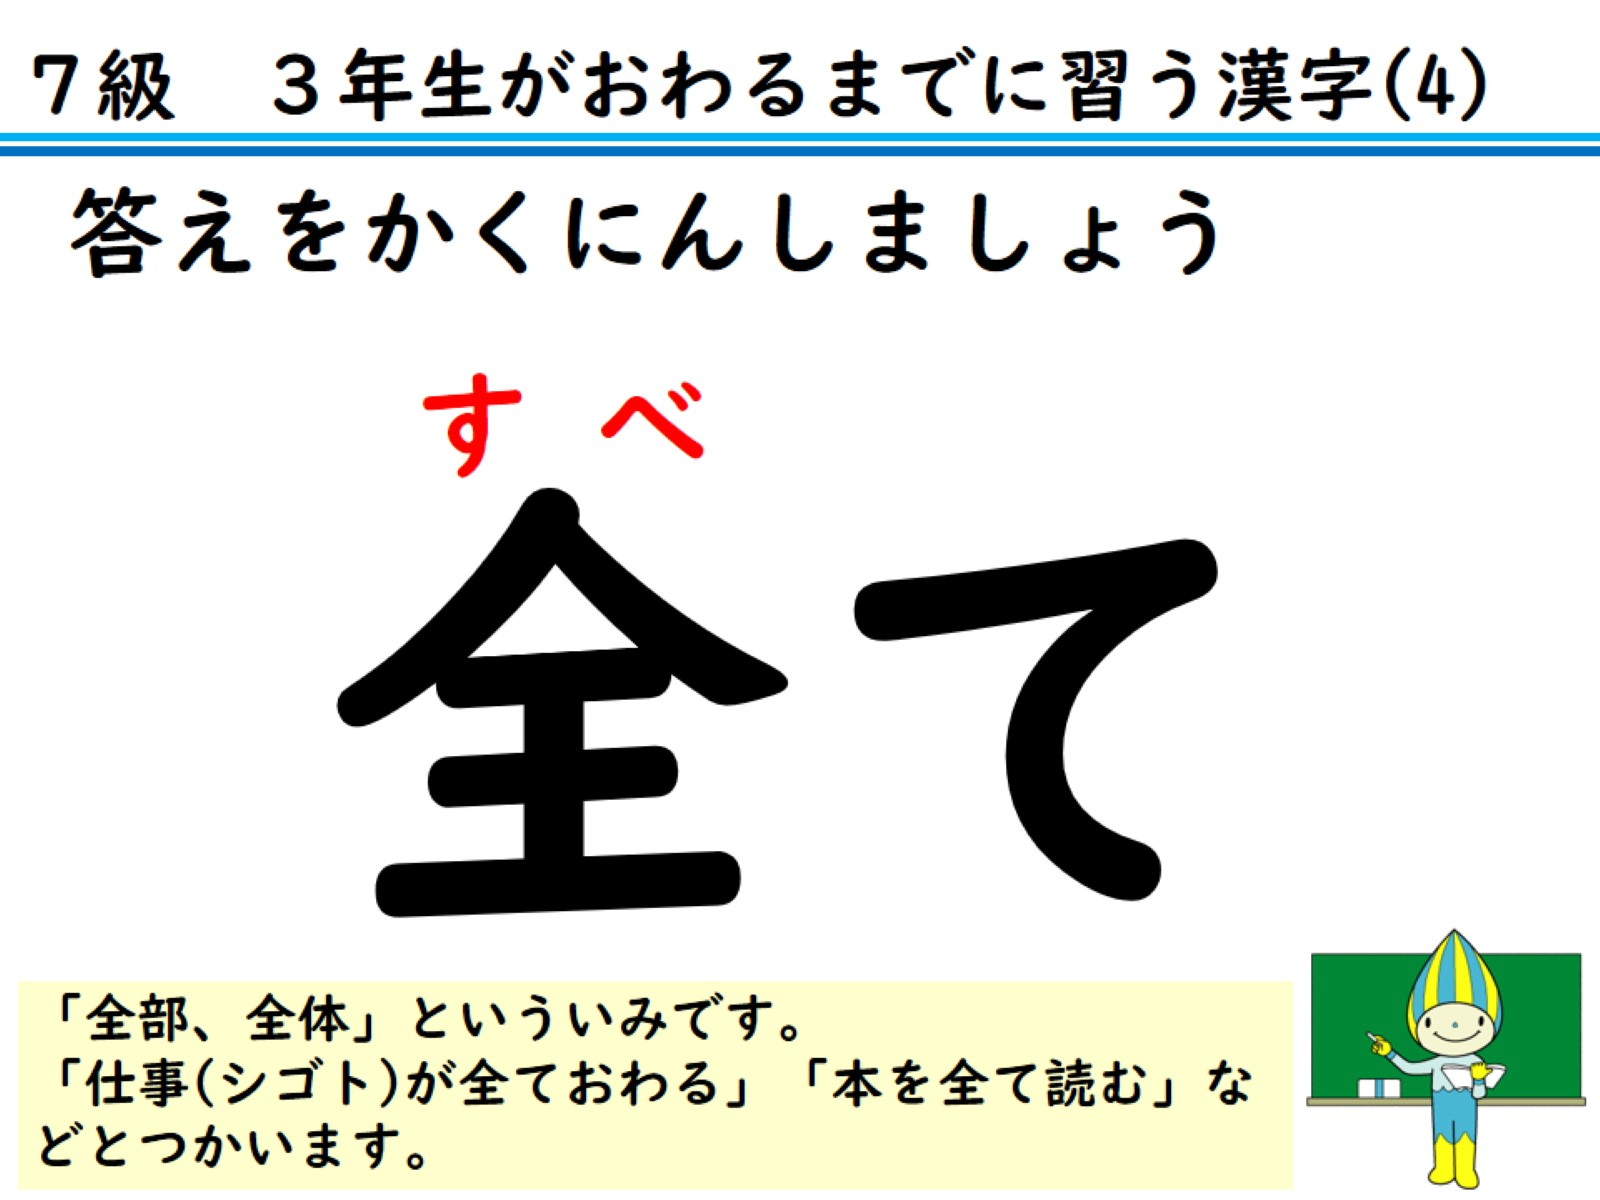 ７級　３年生がおわるまでに習う漢字(4)
答えをかくにんしましょう
すべ
全て
「全部、全体」といういみです。
「仕事(シゴト)が全ておわる」「本を全て読む」な
どとつかいます。